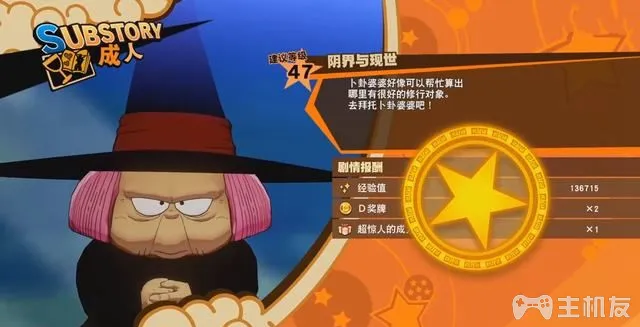 SUBSTORY
成人
建议等级
47
阴界与现世
卜卦婆婆好像可以帮忙算出
哪里有很好的修行对象。
去拜托卜卦婆婆吧！
剧情报酬
经验值 136715
D奖牌 ×2
超惊人的成 ×1
主机友